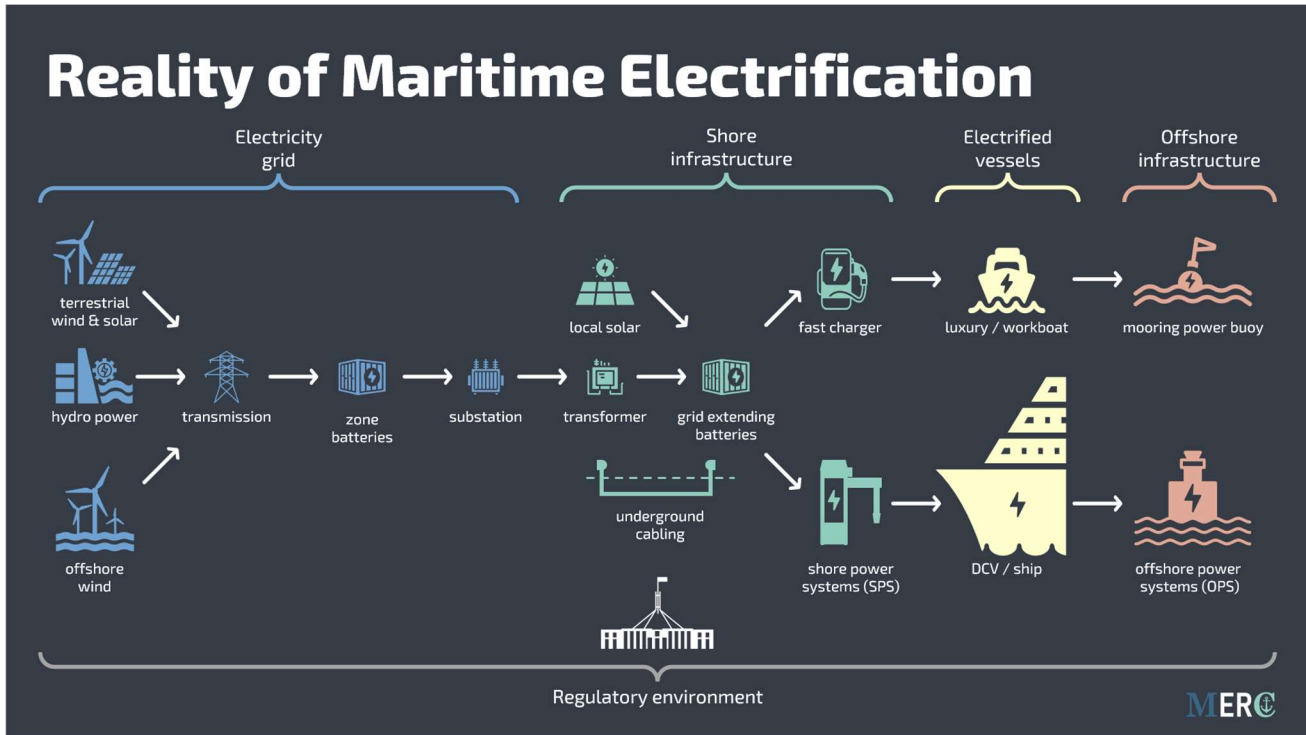 Reality of Maritime Electrification
Electricity
grid
Shore
infrastructure
Electrified
vessels
Offshore
infrastructure
terrestrial
wind & solar
local solar
fast charger
luxury / workboat
mooring power buoy
hydro power
transmission
zone
batteries
substation
transformer
grid extending
batteries
underground
cabling
offshore
wind
shore power
systems (SPS)
DCV / ship
offshore power
systems (OPS)
Regulatory environment
MERC